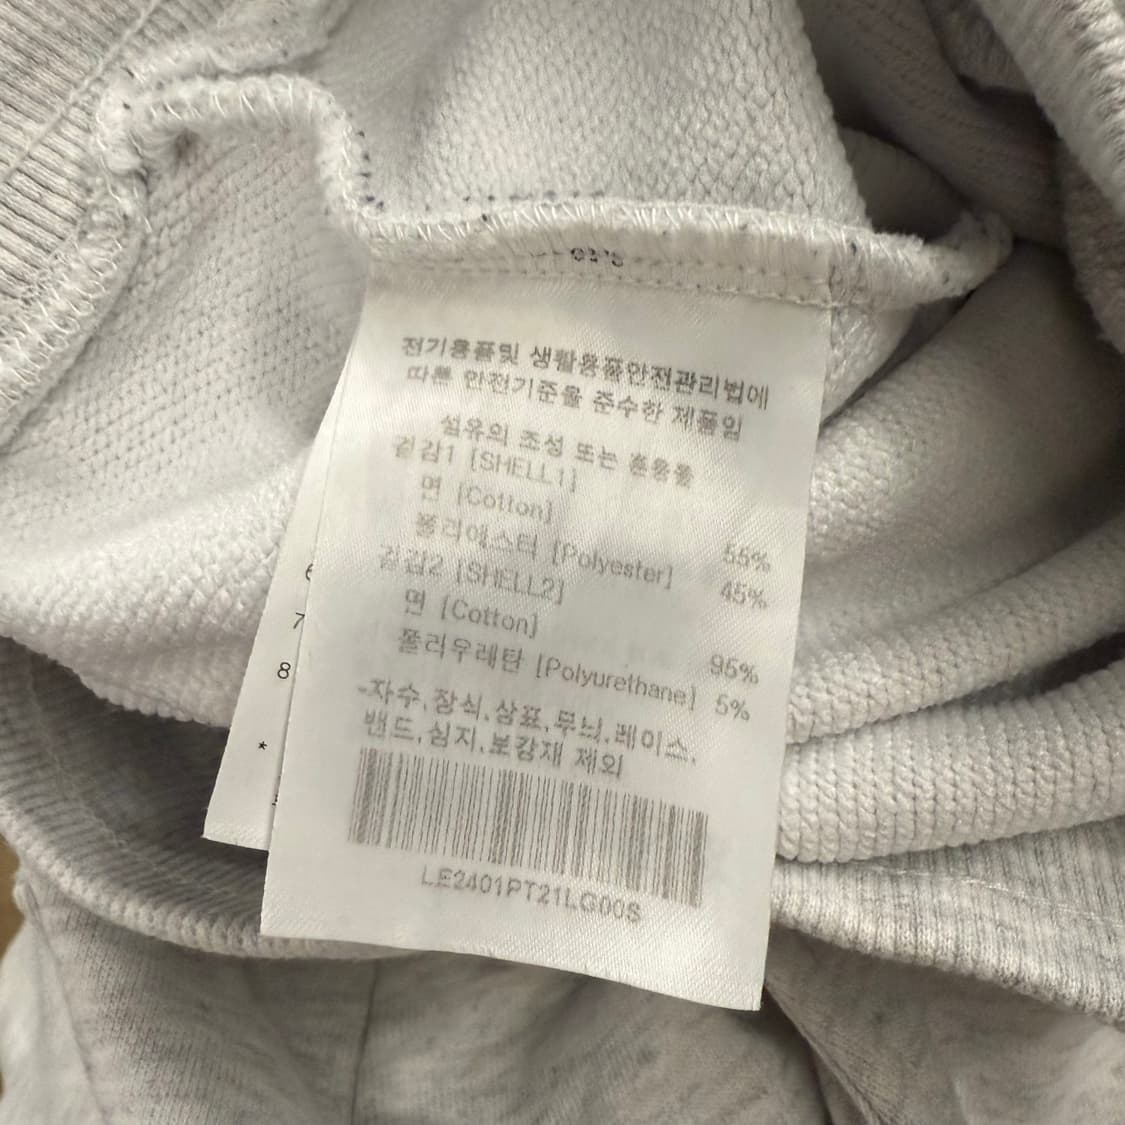 전기용품및 생활용품안전관리법에
따른 안전기준을 준수한 제품임
섬유의 조성 또는 혼용율
겉감1 [SHELL1]
면 [Cotton] 55%
폴리에스터 [Polyester] 45%
겉감2 [SHELL2]
면 [Cotton] 95%
폴리우레탄 [Polyurethane] 5%
-자수,장식,상표,무늬,레이스,
밴드,심지,보강재 제외
LE2401PT21LG00S
6
7
8
*